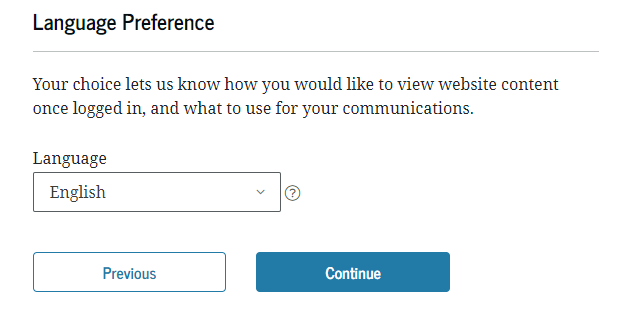 Language Preference
Your choice lets us know how you would like to view website content
once logged in, and what to use for your communications.
Language
English
?
Previous
Continue